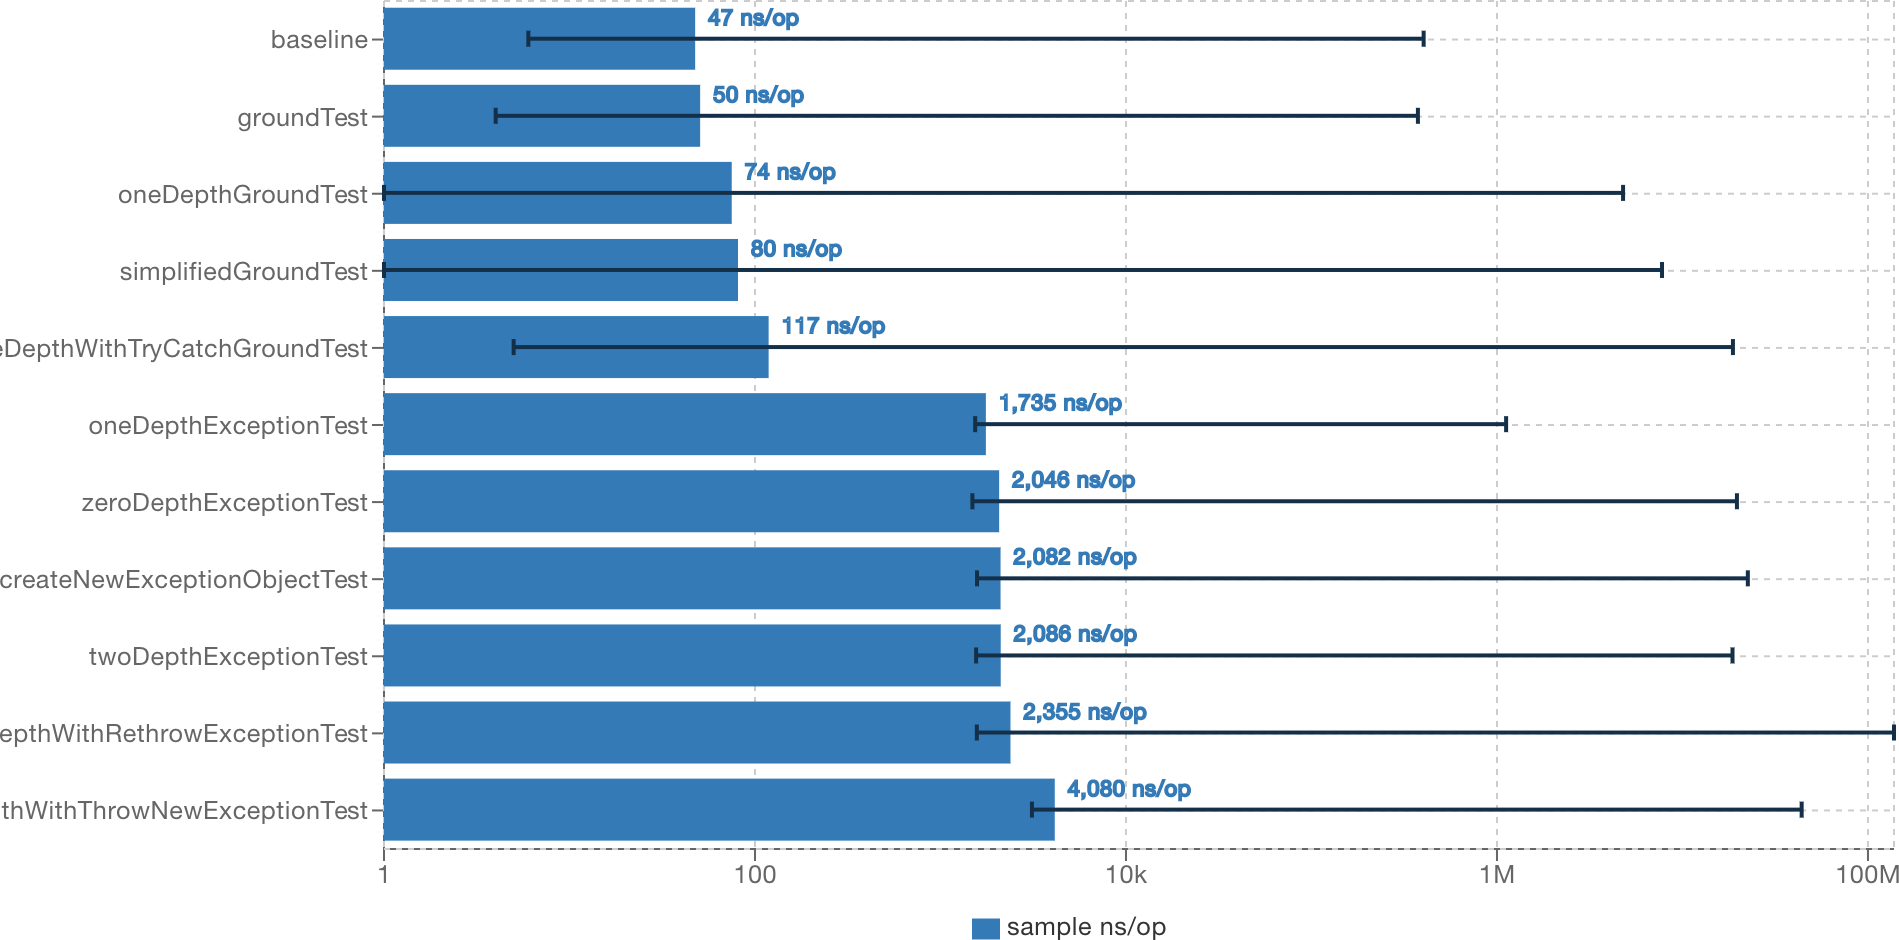 baseline 47 ns/op
groundTest 50 ns/op
oneDepthGroundTest 74 ns/op
simplifiedGroundTest 80 ns/op
eDepthWithTryCatchGroundTest 117 ns/op
oneDepthExceptionTest 1,735 ns/op
zeroDepthExceptionTest 2,046 ns/op
createNewExceptionObjectTest 2,082 ns/op
twoDepthExceptionTest 2,086 ns/op
epthWithRethrowExceptionTest 2,355 ns/op
thWithThrowNewExceptionTest 4,080 ns/op
1 100 10k 1M 100M
sample ns/op